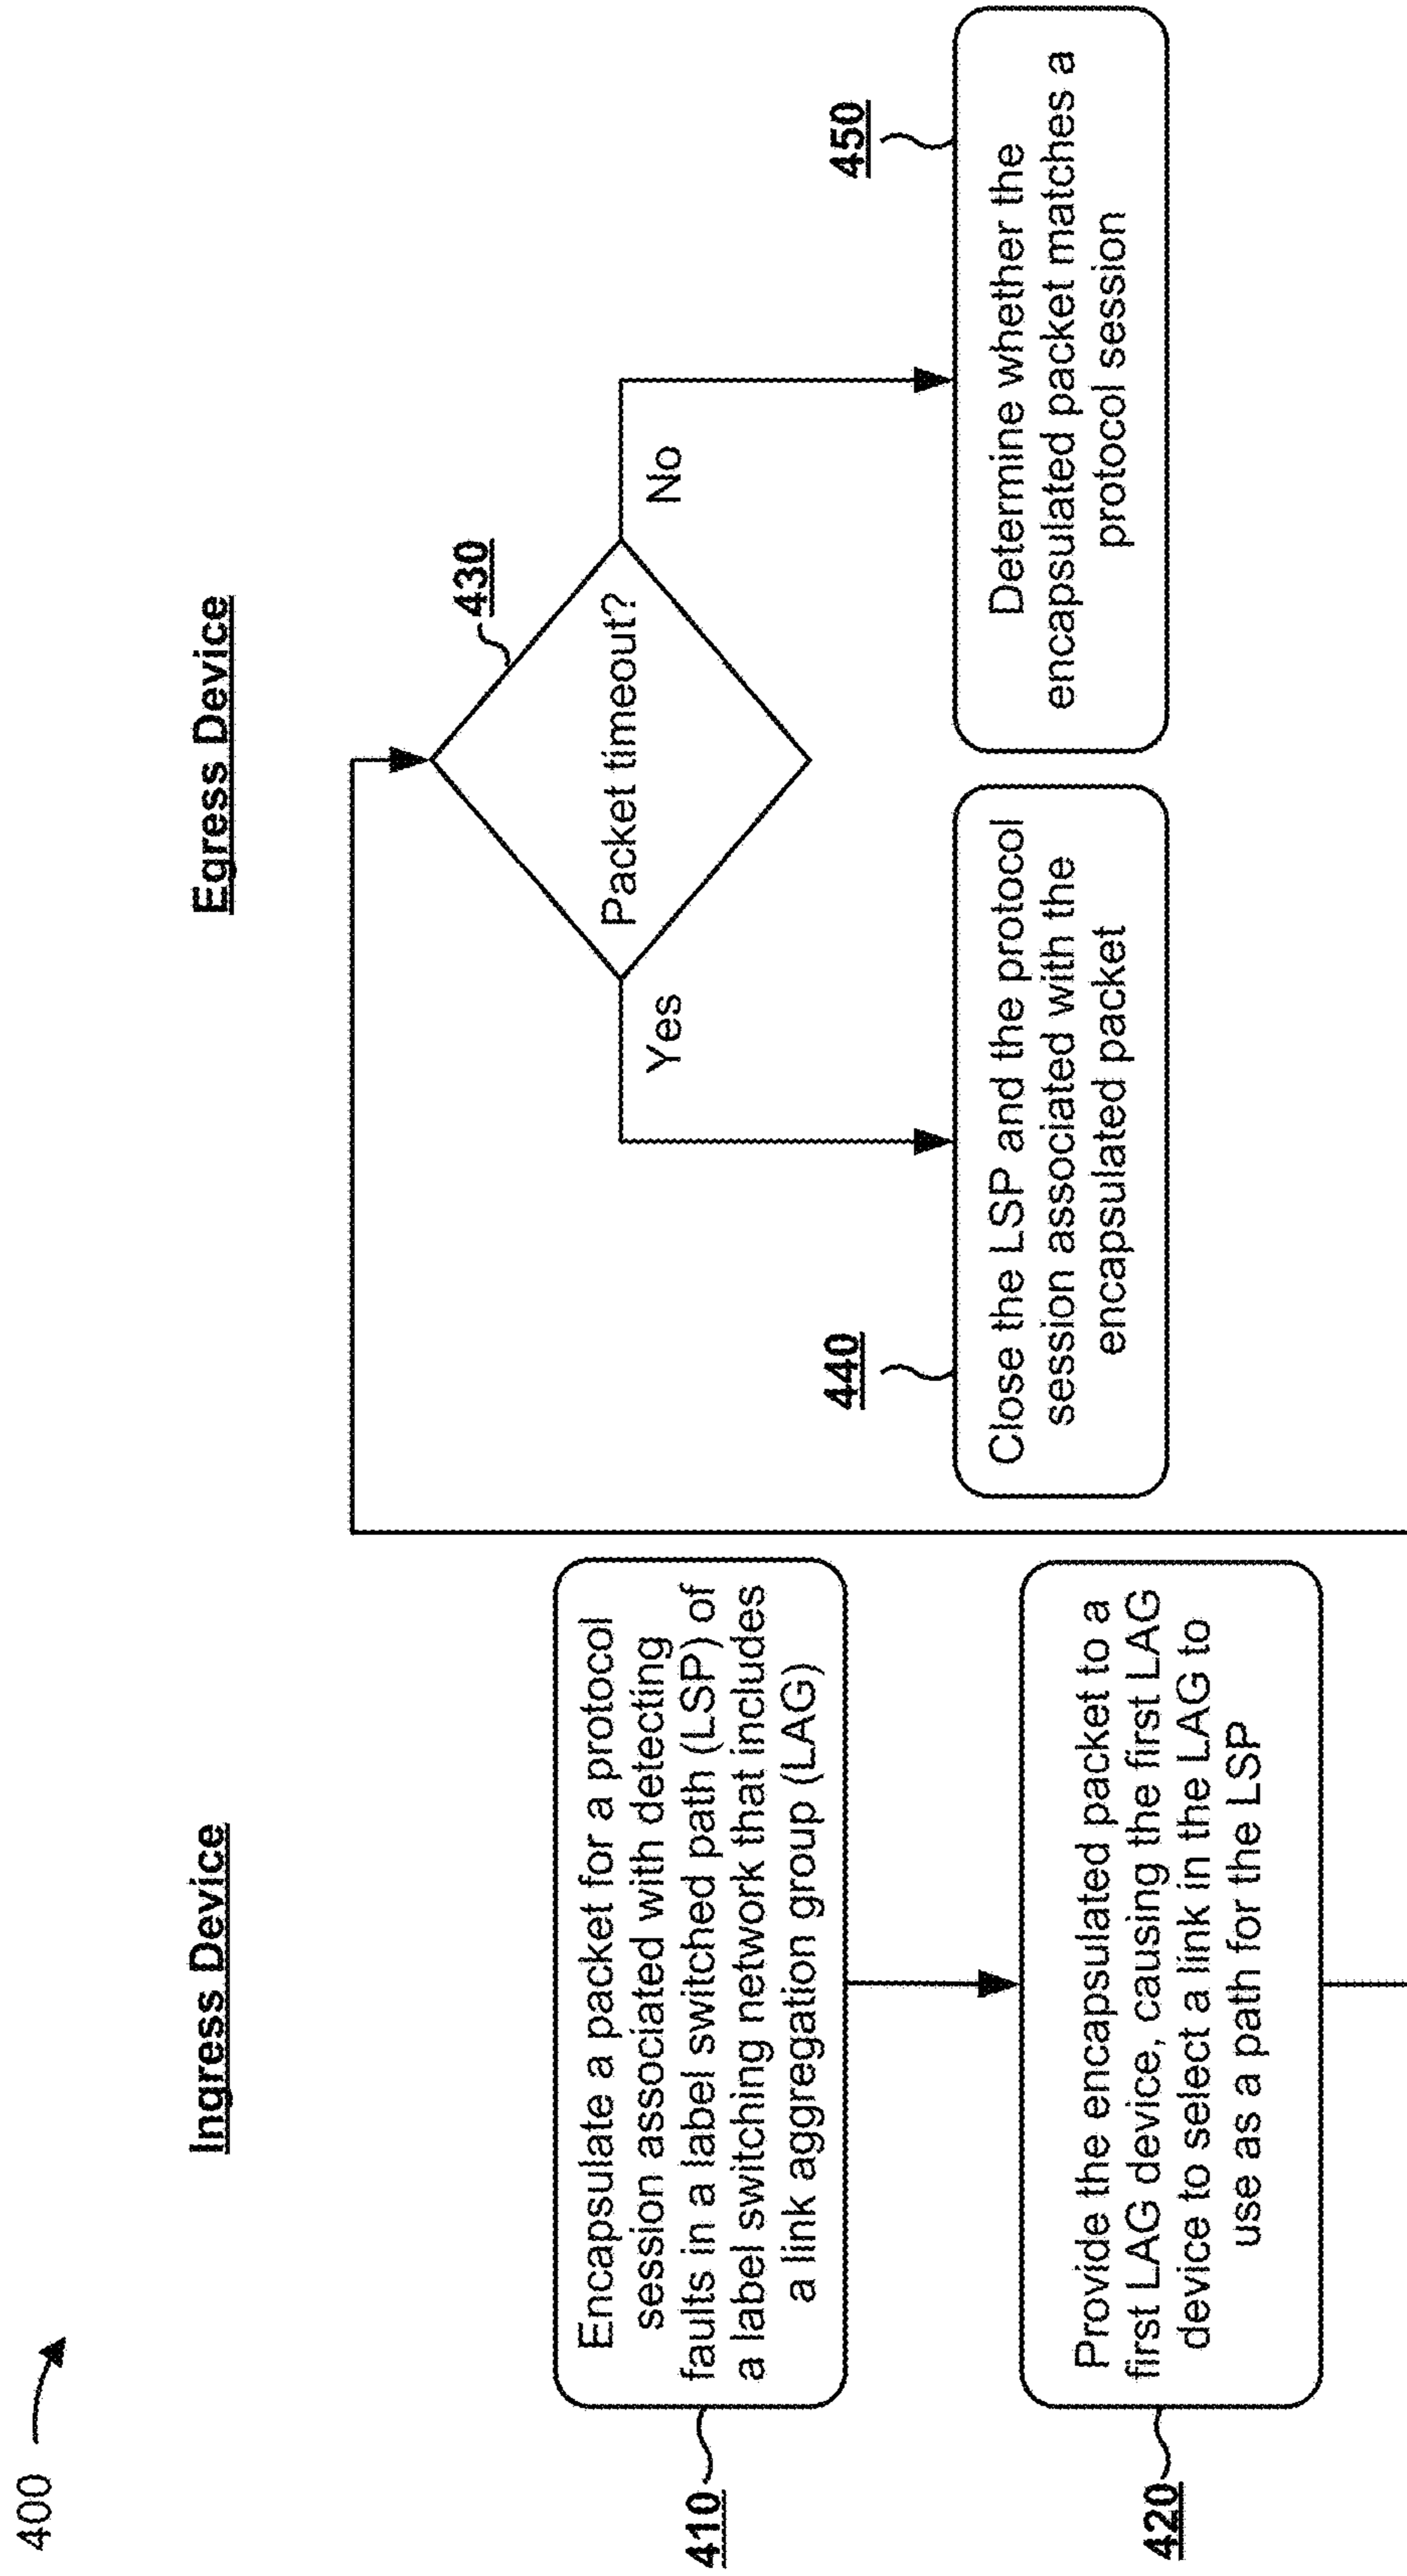 400
Ingress Device
Egress Device
410
Encapsulate a packet for a protocol
session associated with detecting
faults in a label switched path (LSP) of
a label switching network that includes
a link aggregation group (LAG)
420
Provide the encapsulated packet to a
first LAG device, causing the first LAG
device to select a link in the LAG to
use as a path for the LSP
430
Packet timeout?
Yes
No
440
Close the LSP and the protocol
session associated with the
encapsulated packet
450
Determine whether the
encapsulated packet matches a
protocol session